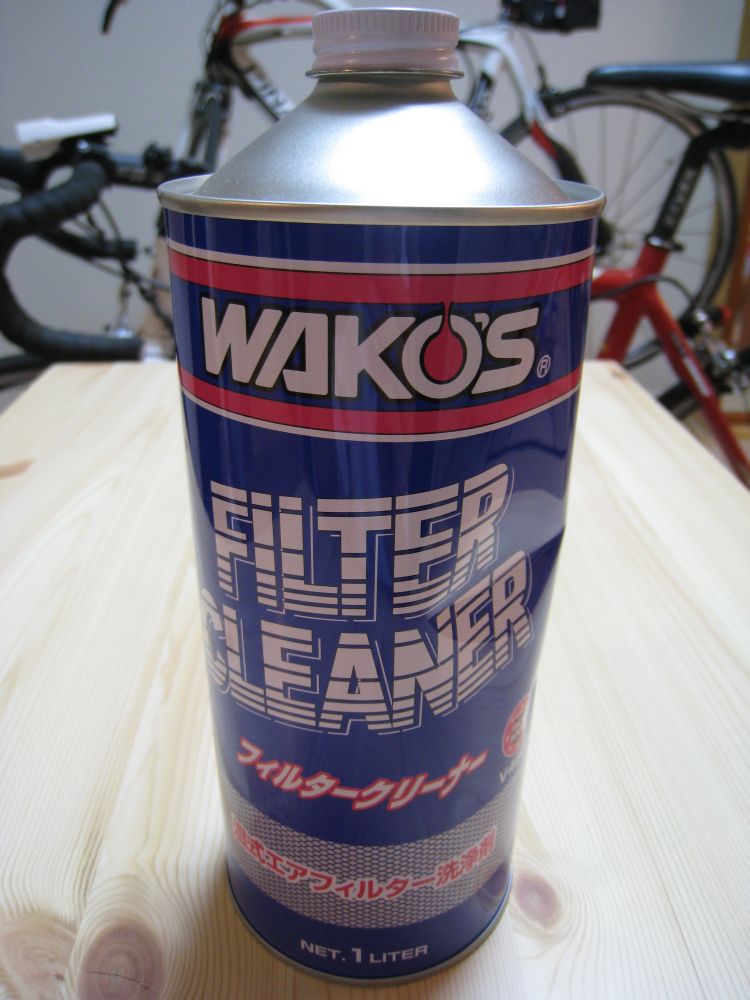 WAKO'S®
FILTER
CLEANER
フィルタークリーナー
湿式エアフィルター洗浄剤
NET. 1 LITER